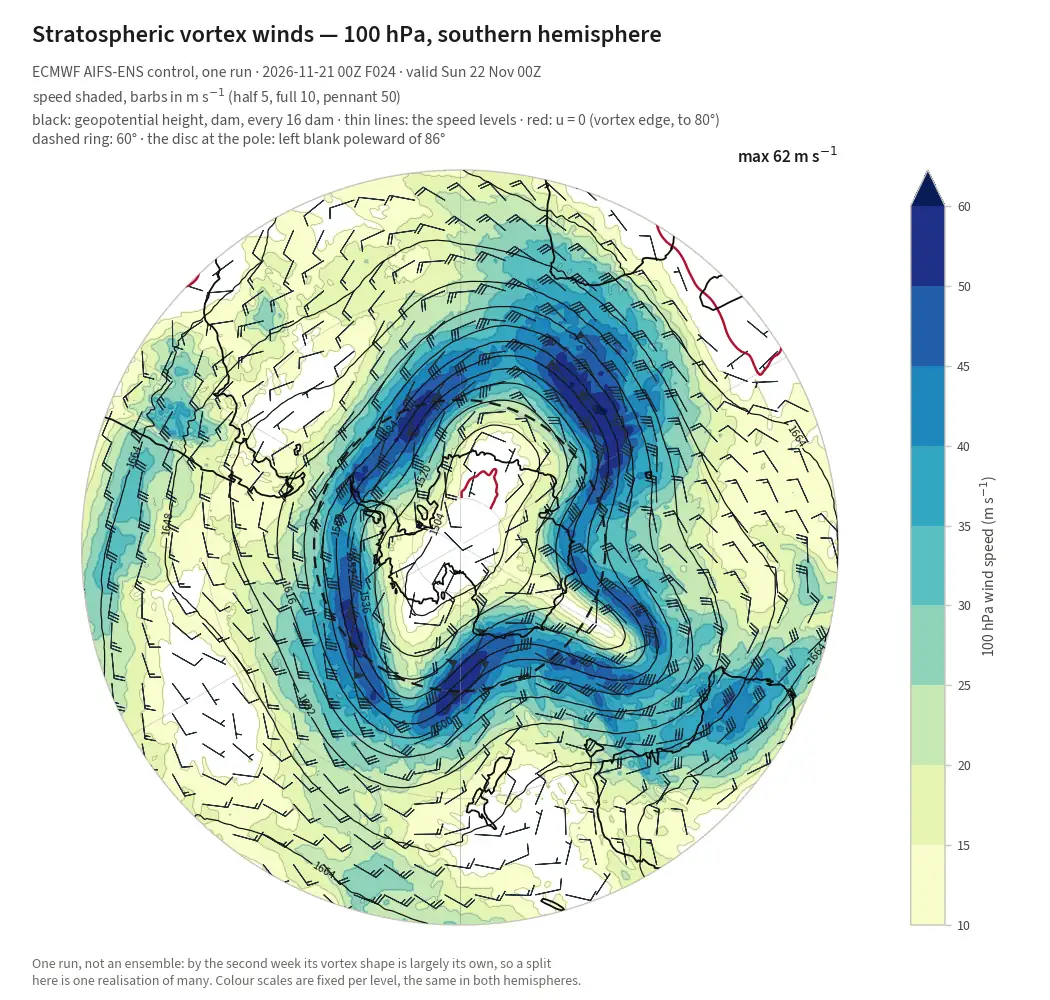 Stratospheric vortex winds — 100 hPa, southern hemisphere
ECMWF AIFS-ENS control, one run · 2026-11-21 00Z F024 · valid Sun 22 Nov 00Z
speed shaded, barbs in m s⁻¹ (half 5, full 10, pennant 50)
black: geopotential height, dam, every 16 dam · thin lines: the speed levels · red: u = 0 (vortex edge, to 80°)
dashed ring: 60° · the disc at the pole: left blank poleward of 86°
max 62 m s⁻¹
60
50
45
40
35
30
25
20
15
10
100 hPa wind speed (m s⁻¹)
1664
1664
1648
1520
1504
1616
1536
1664
1600
1664
One run, not an ensemble: by the second week its vortex shape is largely its own, so a split
here is one realisation of many. Colour scales are fixed per level, the same in both hemispheres.